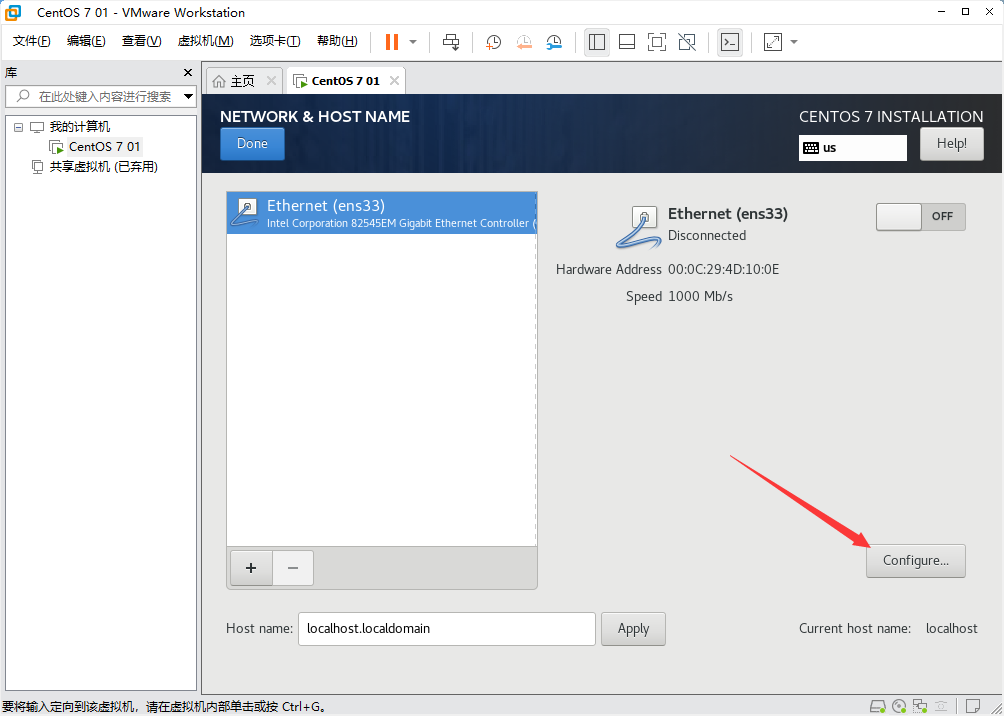 CentOS 7 01 - VMware Workstation
文件(F) 编辑(E) 查看(V) 虚拟机(M) 选项卡(T) 帮助(H)
库
在此处键入内容进行搜索
我的计算机
CentOS 7 01
共享虚拟机 (已弃用)
主页
CentOS 7 01
NETWORK & HOST NAME
CENTOS 7 INSTALLATION
Done
us
Help!
Ethernet (ens33)
Intel Corporation 82545EM Gigabit Ethernet Controller (
Ethernet (ens33)
Disconnected
OFF
Hardware Address 00:0C:29:4D:10:0E
Speed 1000 Mb/s
Configure...
+ −
Host name: localhost.localdomain Apply
Current host name: localhost
要将输入定向到该虚拟机，请在虚拟机内部单击或按 Ctrl+G。